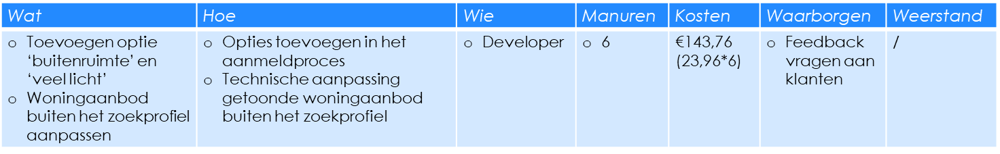 Wat Hoe Wie Manuren Kosten Waarborgen Weerstand
o Toevoegen optie
‘buitenruimte’ en
‘veel licht’
o Woningaanbod
buiten het zoekprofiel
aanpassen
o Opties toevoegen in het
aanmeldproces
o Technische aanpassing
getoonde woningaanbod
buiten het zoekprofiel
o Developer
o 6
€143,76
(23,96*6)
o Feedback
vragen aan
klanten
/